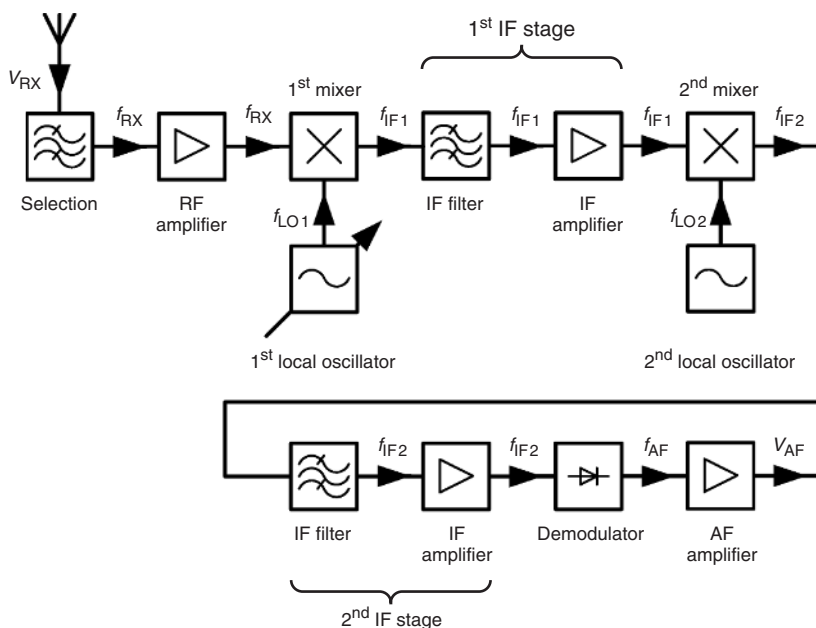 1st IF stage
VRX
fRX
fRX
1st mixer
fIF1
fIF1
fIF1
2nd mixer
fIF2
Selection
RF
amplifier
fLO1
IF filter
IF
amplifier
fLO2
1st local oscillator
2nd local oscillator
fIF2
fIF2
fAF
VAF
IF filter
IF
amplifier
Demodulator
AF
amplifier
2nd IF stage